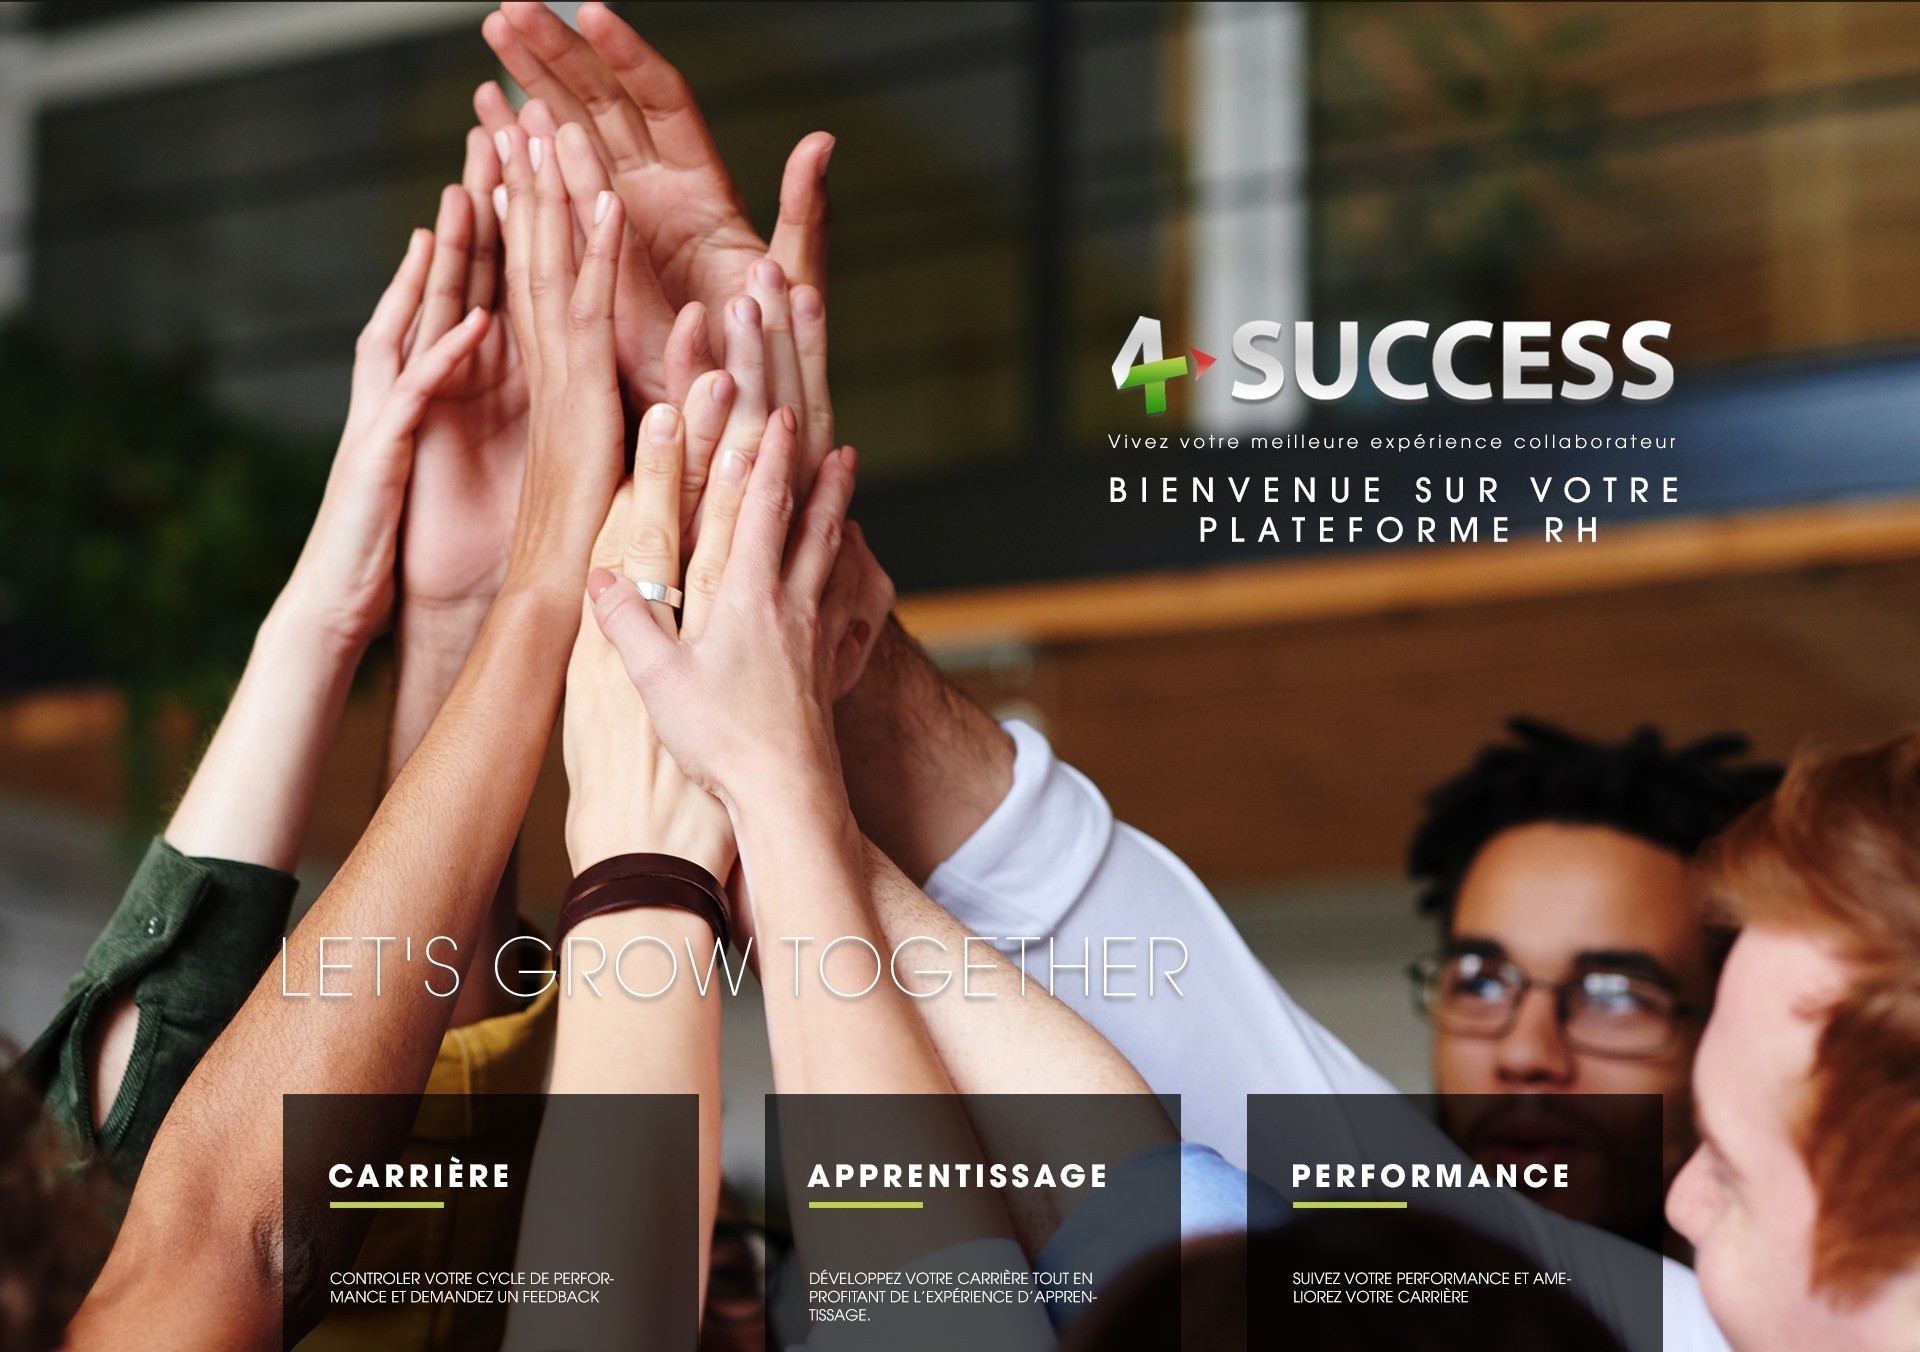 4 SUCCESS
Vivez votre meilleure expérience collaborateur
BIENVENUE SUR VOTRE
PLATEFORME RH
LET'S GROW TOGETHER
CARRIÈRE
CONTROLER VOTRE CYCLE DE PERFOR-
MANCE ET DEMANDEZ UN FEEDBACK
APPRENTISSAGE
DÉVELOPPEZ VOTRE CARRIÈRE TOUT EN
PROFITANT DE L'EXPÉRIENCE D'APPREN-
TISSAGE.
PERFORMANCE
SUIVEZ VOTRE PERFORMANCE ET AME-
LIOREZ VOTRE CARRIÈRE